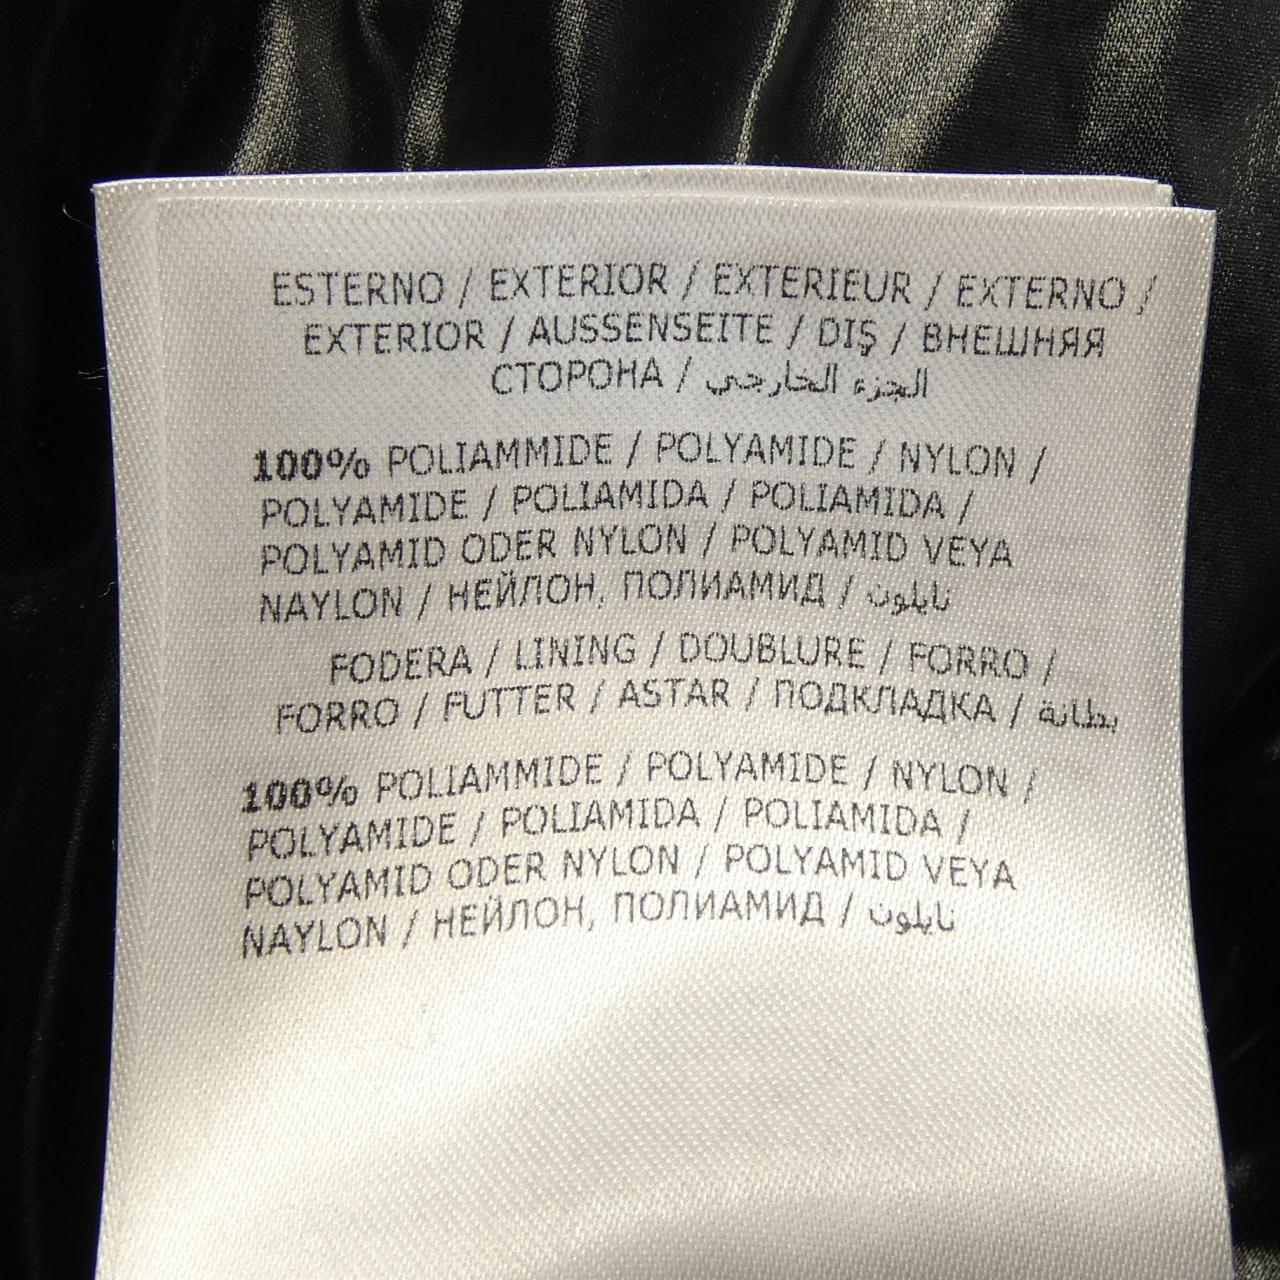 ESTERNO / EXTERIOR / EXTERIEUR / EXTERNO /
EXTERIOR / AUSSENSEITE / DIŞ / ВНЕШНЯЯ
СТОРОНА / الجزء الخارجي
100% POLIAMMIDE / POLYAMIDE / NYLON /
POLYAMIDE / POLIAMIDA / POLIAMIDA /
POLYAMID ODER NYLON / POLYAMID VEYA
NAYLON / НЕЙЛОН, ПОЛИАМИД / نايلون
FODERA / LINING / DOUBLURE / FORRO /
FORRO / FUTTER / ASTAR / ПОДКЛАДКА / بطانة
100% POLIAMMIDE / POLYAMIDE / NYLON /
POLYAMIDE / POLIAMIDA / POLIAMIDA /
POLYAMID ODER NYLON / POLYAMID VEYA
NAYLON / НЕЙЛОН, ПОЛИАМИД / نايلون